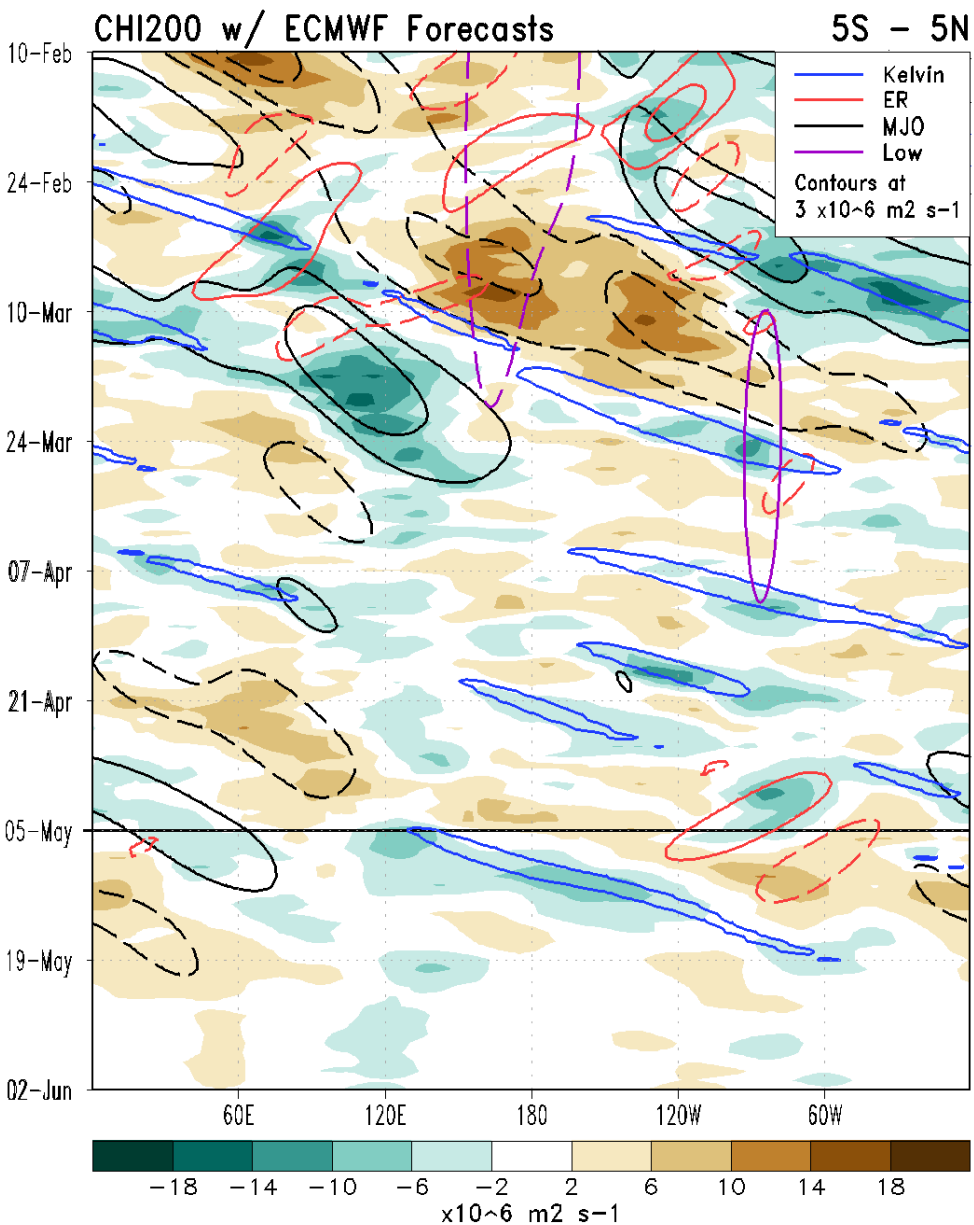 CHI200 w/ ECMWF Forecasts 5S - 5N
10-Feb
Kelvin
ER
MJO
Low
Contours at
3 x10^6 m2 s-1
24-Feb
10-Mar
24-Mar
07-Apr
21-Apr
05-May
19-May
02-Jun
60E 120E 180 120W 60W
-18 -14 -10 -6 -2 2 6 10 14 18
x10^6 m2 s-1